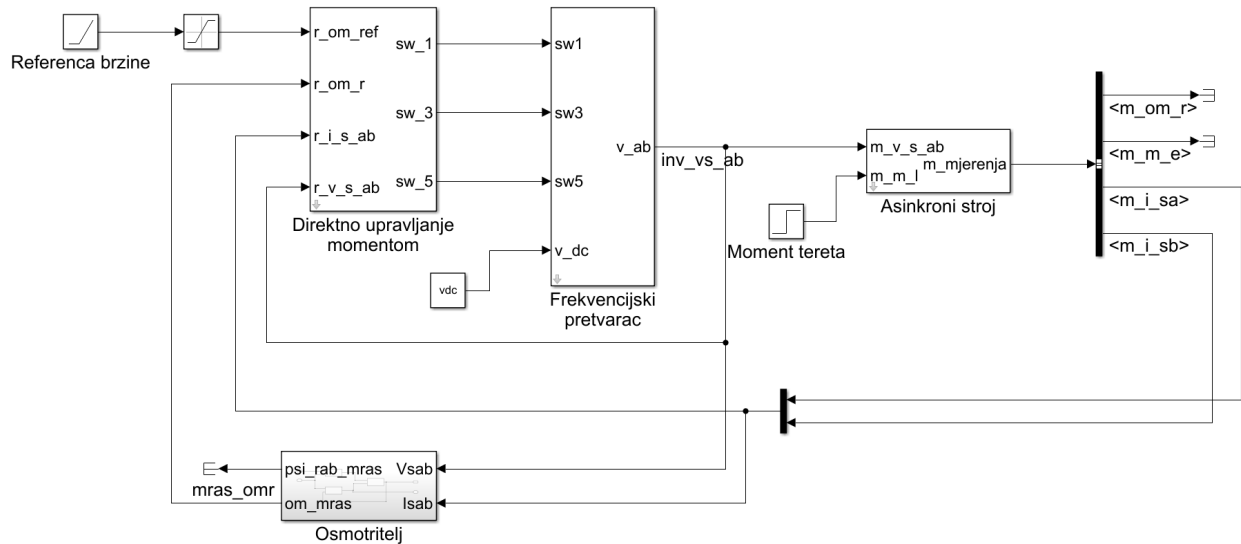 Referenca brzine
r_om_ref
r_om_r
r_i_s_ab
r_v_s_ab
sw_1
sw_3
sw_5
Direktno upravljanje
momentom
sw1
sw3
sw5
v_dc
v_ab
vdc
Frekvencijski
pretvarac
inv_vs_ab
m_v_s_ab
m_m_l
m_mjerenja
Asinkroni stroj
Moment tereta
<m_om_r>
<m_m_e>
<m_i_sa>
<m_i_sb>
psi_rab_mras
om_mras
Vsab
Isab
mras_omr
Osmotritelj